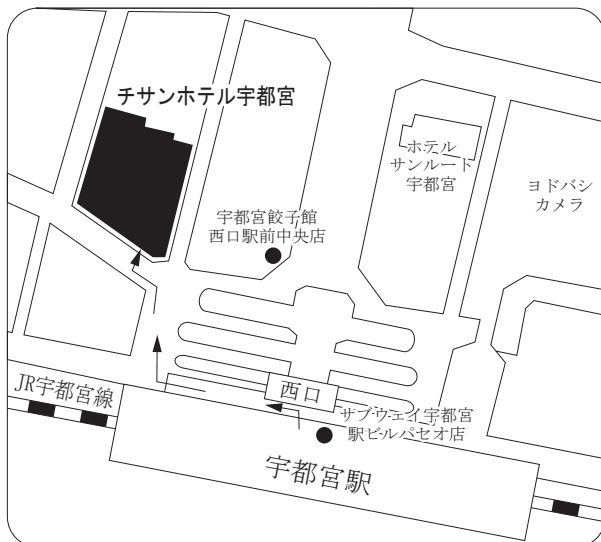 チサンホテル宇都宮
ホテル
サンルート
宇都宮
ヨドバシ
カメラ
宇都宮餃子館
西口駅前中央店
JR宇都宮線
西口
サブウェイ宇都宮
駅ビルパセオ店
宇都宮駅